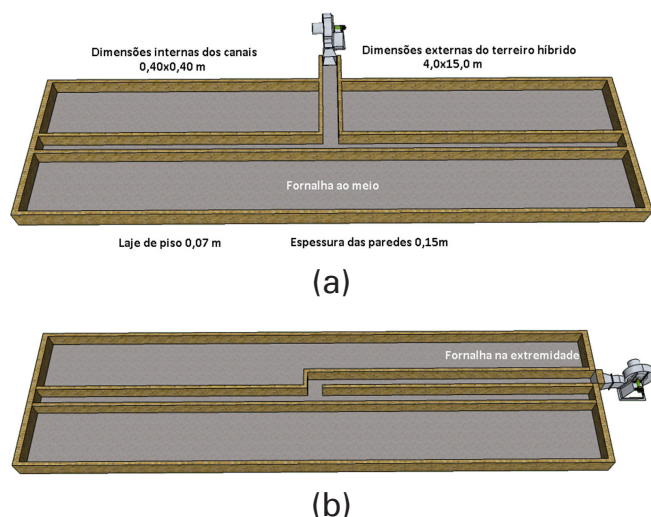 Dimensões internas dos canais
0,40x0,40 m
Dimensões externas do terreiro híbrido
4,0x15,0 m
Fornalha ao meio
Laje de piso 0,07 m
Espessura das paredes 0,15m
(a)
Fornalha na extremidade
(b)